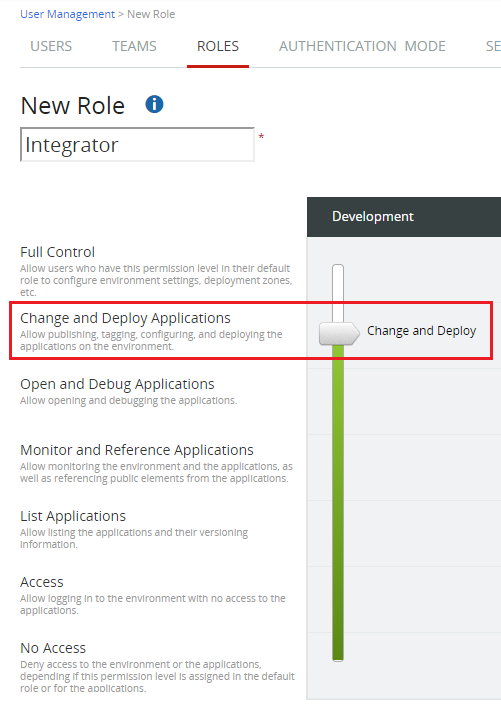 User Management > New Role
USERS TEAMS ROLES AUTHENTICATION MODE SE
New Role i
Integrator *
Development
Full Control
Allow users who have this permission level in their default
role to configure environment settings, deployment zones,
etc.
Change and Deploy Applications
Allow publishing, tagging, configuring, and deploying the
applications on the environment.
Change and Deploy
Open and Debug Applications
Allow opening and debugging the applications.
Monitor and Reference Applications
Allow monitoring the environment and the applications, as
well as referencing public elements from the applications.
List Applications
Allow listing the applications and their versioning
information.
Access
Allow logging in to the environment with no access to the
applications.
No Access
Deny access to the environment or the applications,
depending if this permission level is assigned in the default
role or for the applications.